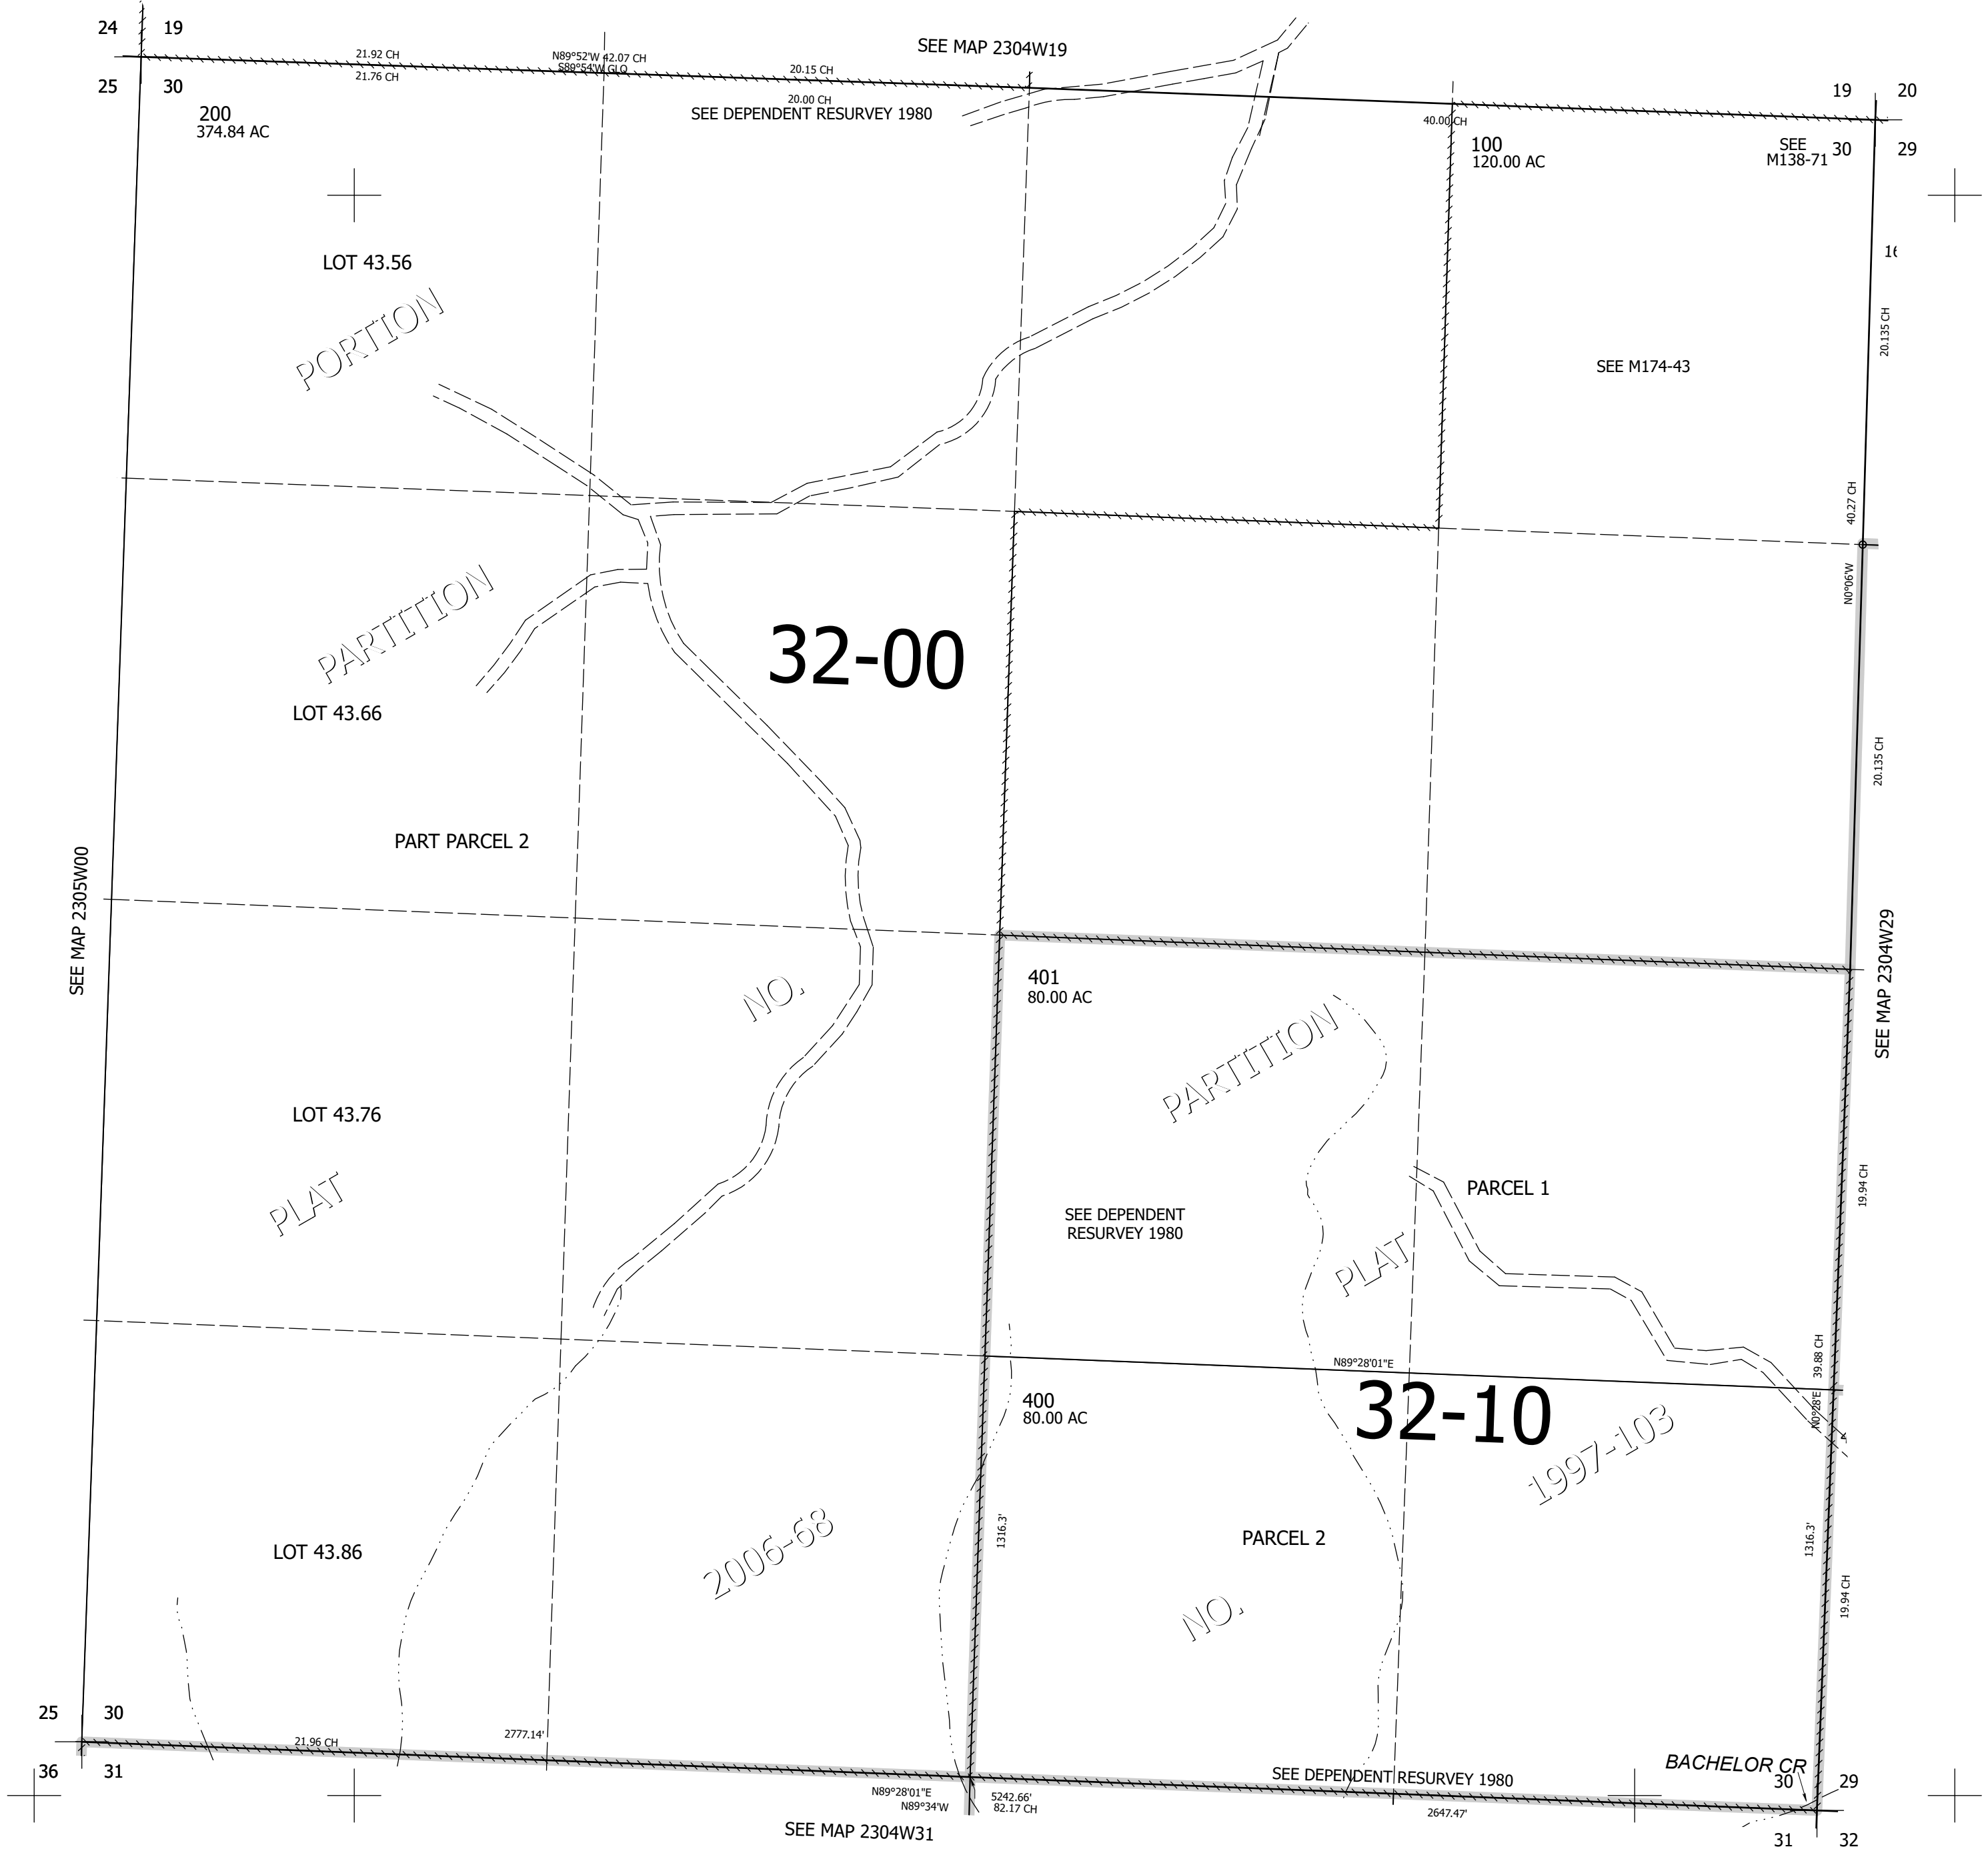 24 19
21.92 CH
N89°52'W 42.07 CH
S89°54'W GLO
SEE MAP 2304W19
20.15 CH
21.76 CH
25 30
20.00 CH
SEE DEPENDENT RESURVEY 1980
200
374.84 AC
19 20
40.00 CH
100
120.00 AC
SEE
M138-71
30 29
LOT 43.56
PORTION
20.135 CH
SEE M174-43
40.27 CH
N0°06'W
PARTITION
32-00
LOT 43.66
20.135 CH
PART PARCEL 2
SEE MAP 2305W00
SEE MAP 2304W29
401
80.00 AC
NO.
PARTITION
LOT 43.76
PARCEL 1
19.94 CH
PLAT
SEE DEPENDENT
RESURVEY 1980
PLAT
39.88 CH
N89°28'01"E
N0°28'E
400
80.00 AC
32-10
1997-103
1316.3'
1316.3'
LOT 43.86
2006-68
PARCEL 2
19.94 CH
NO.
25 30
21.96 CH
2777.14'
36 31
SEE DEPENDENT RESURVEY 1980
BACHELOR CR
30 29
N89°28'01"E
5242.66'
N89°34'W
82.17 CH
2647.47'
SEE MAP 2304W31
31 32